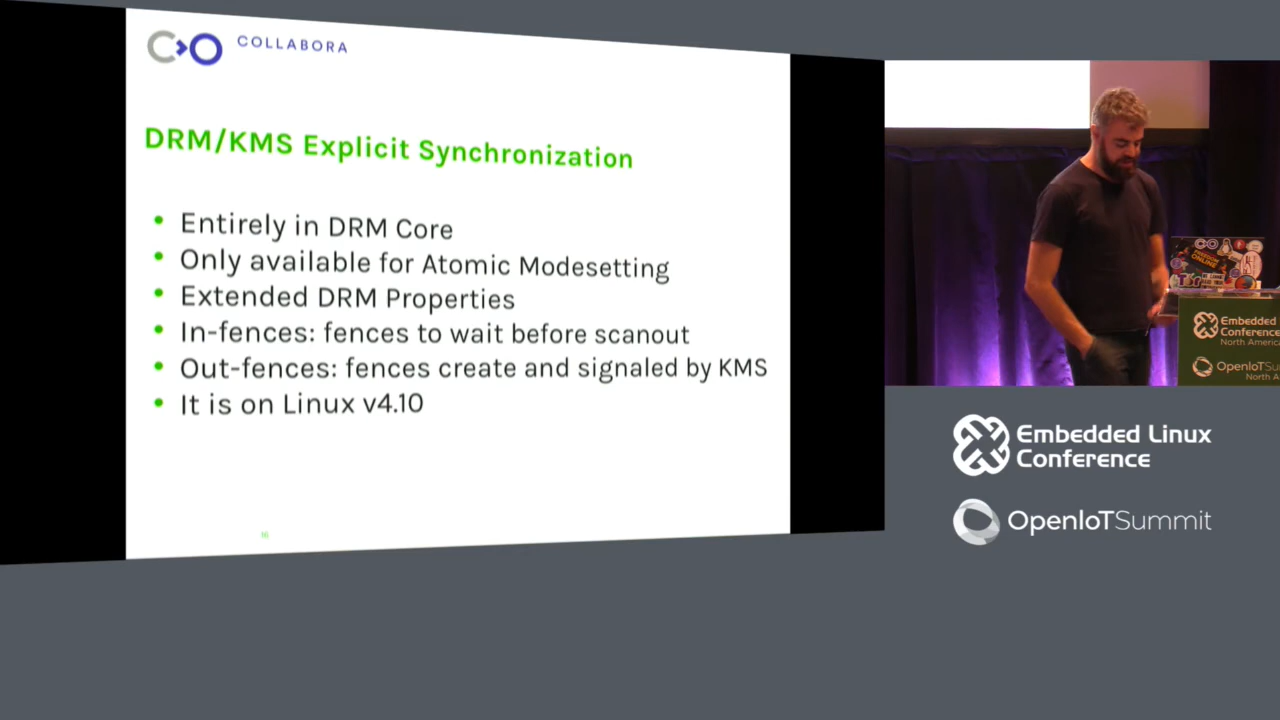 COLLABORA
DRM/KMS Explicit Synchronization
• Entirely in DRM Core
• Only available for Atomic Modesetting
• Extended DRM Properties
• In-fences: fences to wait before scanout
• Out-fences: fences create and signaled by KMS
• It is on Linux v4.10
16
ONLINE
Embedded
Conference
North America
OpenIoTSu
North A
Embedded Linux
Conference
OpenIoTSummit